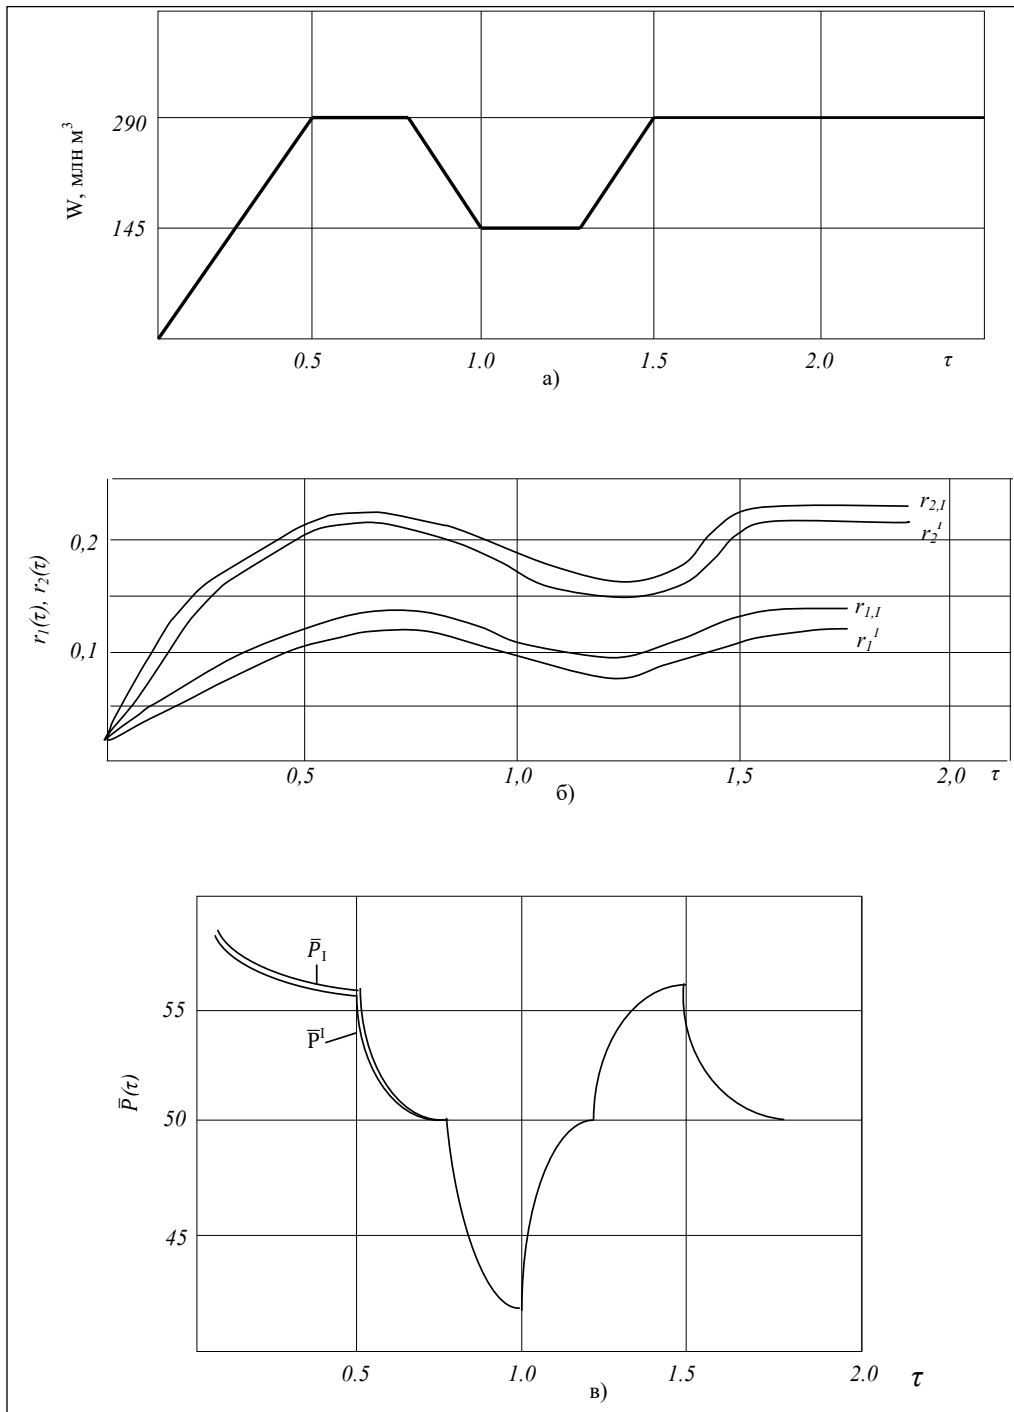 290
W, млн м³
145
0.5 1.0 1.5 2.0 τ
а)
r₂,I
r₂ᴵ
0,2
r₁(τ), r₂(τ)
r₁,I
r₁ᴵ
0,1
0,5 1,0 1,5 2,0 τ
б)
P̅I
55
P̅ᴵ
P̅(τ)
50
45
0.5 1.0 1.5 2.0 τ
в)